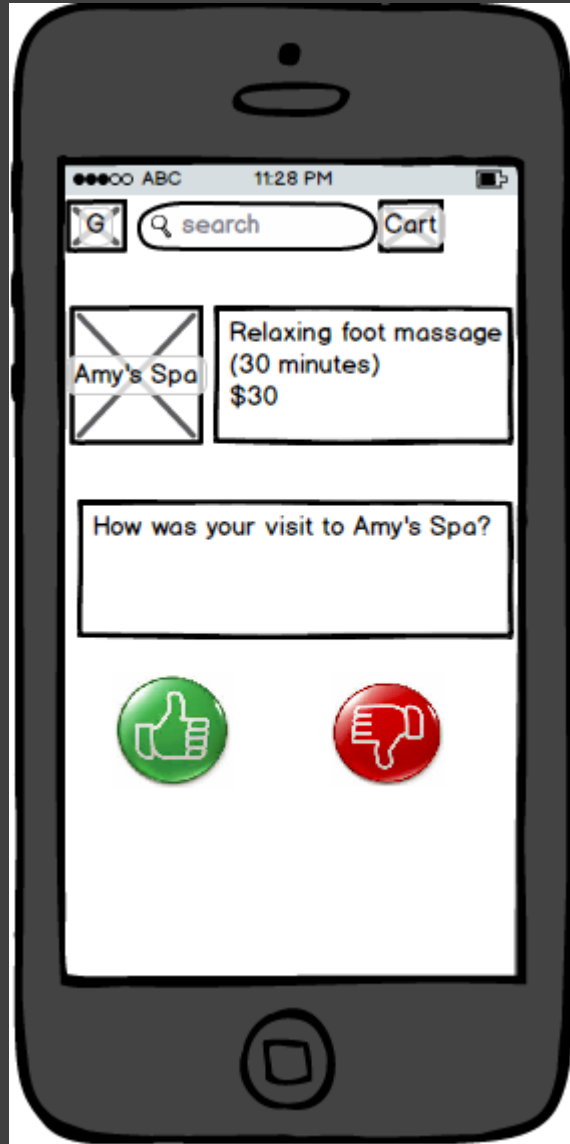 ABC 11:28 PM
G search Cart
Amy's Spa
Relaxing foot massage
(30 minutes)
$30
How was your visit to Amy's Spa?